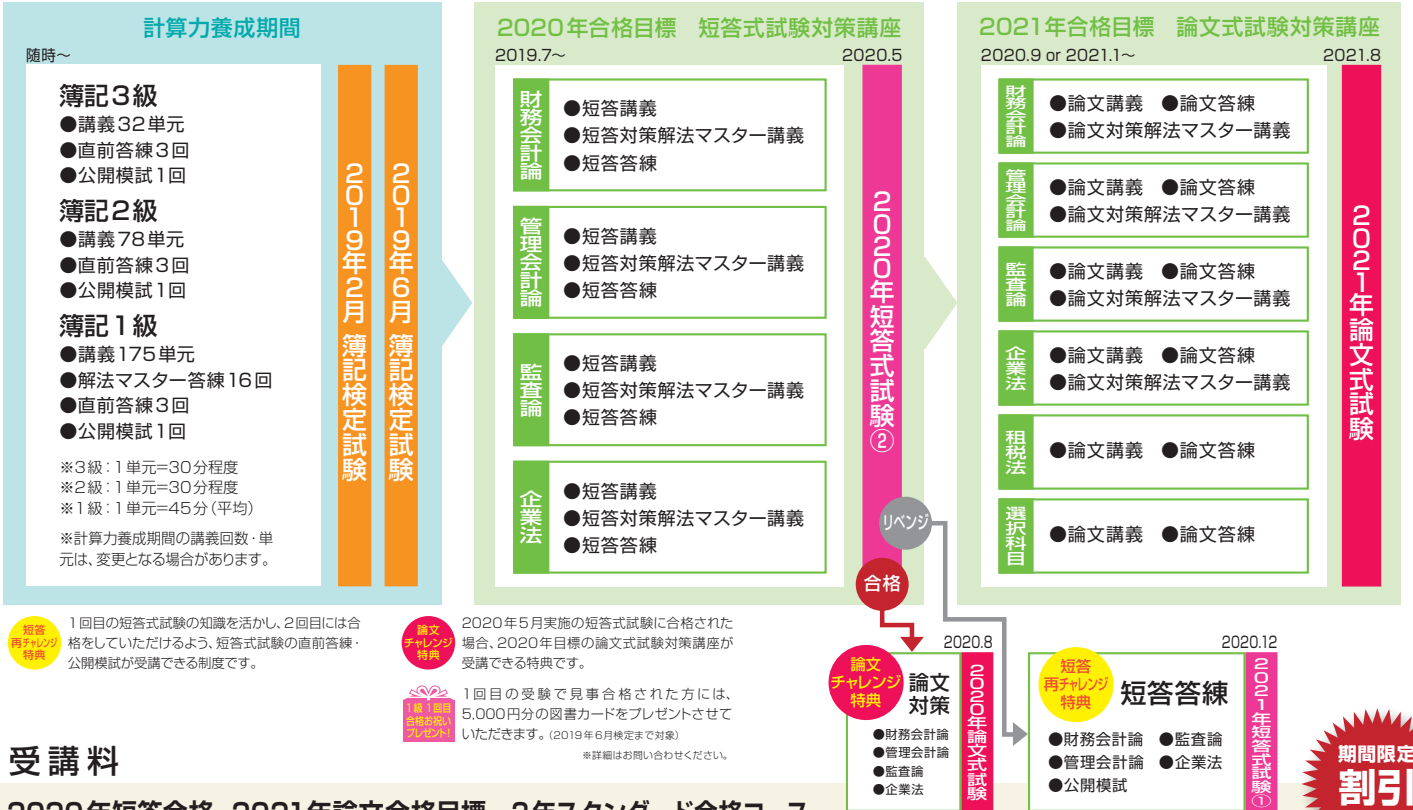 計算力養成期間
随時～
簿記3級
●講義32単元
●直前答練3回
●公開模試1回
簿記2級
●講義78単元
●直前答練3回
●公開模試1回
簿記1級
●講義175単元
●解法マスター答練16回
●直前答練3回
●公開模試1回
※3級：1単元=30分程度
※2級：1単元=30分程度
※1級：1単元=45分（平均）
※計算力養成期間の講義回数・単
元は、変更となる場合があります。
2019年2月 簿記検定試験
2019年6月 簿記検定試験
2020年合格目標　短答式試験対策講座
2019.7～
2020.5
財務会計論
●短答講義
●短答対策解法マスター講義
●短答答練
管理会計論
●短答講義
●短答対策解法マスター講義
●短答答練
監査論
●短答講義
●短答対策解法マスター講義
●短答答練
企業法
●短答講義
●短答対策解法マスター講義
●短答答練
2020年短答式試験②
リベンジ
合格
2021年合格目標　論文式試験対策講座
2020.9 or 2021.1～
2021.8
財務会計論
●論文講義　●論文答練
●論文対策解法マスター講義
管理会計論
●論文講義　●論文答練
●論文対策解法マスター講義
監査論
●論文講義　●論文答練
●論文対策解法マスター講義
企業法
●論文講義　●論文答練
●論文対策解法マスター講義
租税法
●論文講義　●論文答練
選択科目
●論文講義　●論文答練
2021年論文式試験
短答
再チャレンジ
特典
1回目の短答式試験の知識を活かし、2回目には合
格をしていただけるよう、短答式試験の直前答練・
公開模試が受講できる制度です。
論文
チャレンジ
特典
2020年5月実施の短答式試験に合格された
場合、2020年目標の論文式試験対策講座が
受講できる特典です。
1級1回目
合格お祝い
プレゼント!
1回目の受験で見事合格された方には、
5,000円分の図書カードをプレゼントさせて
いただきます。（2019年6月検定まで対象）
※詳細はお問い合わせください。
2020.8
論文
チャレンジ
特典
論文
対策
●財務会計論
●管理会計論
●監査論
●企業法
2020年論文式試験
2020.12
短答
再チャレンジ
特典
短答答練
●財務会計論　●監査論
●管理会計論　●企業法
●公開模試
2021年短答式試験①
期間限定
割引
受講料
2020年短答合格、2021年論文合格目標　2年スタンダード合格コース